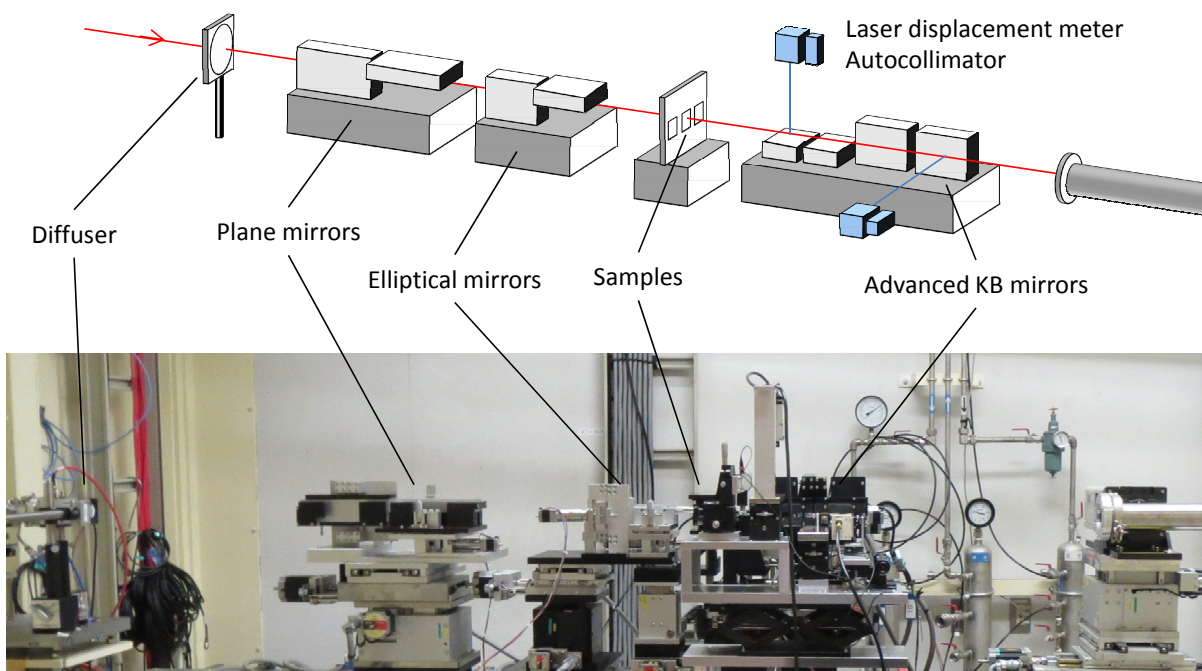 Laser displacement meter
Autocollimator
Diffuser
Plane mirrors
Elliptical mirrors
Samples
Advanced KB mirrors